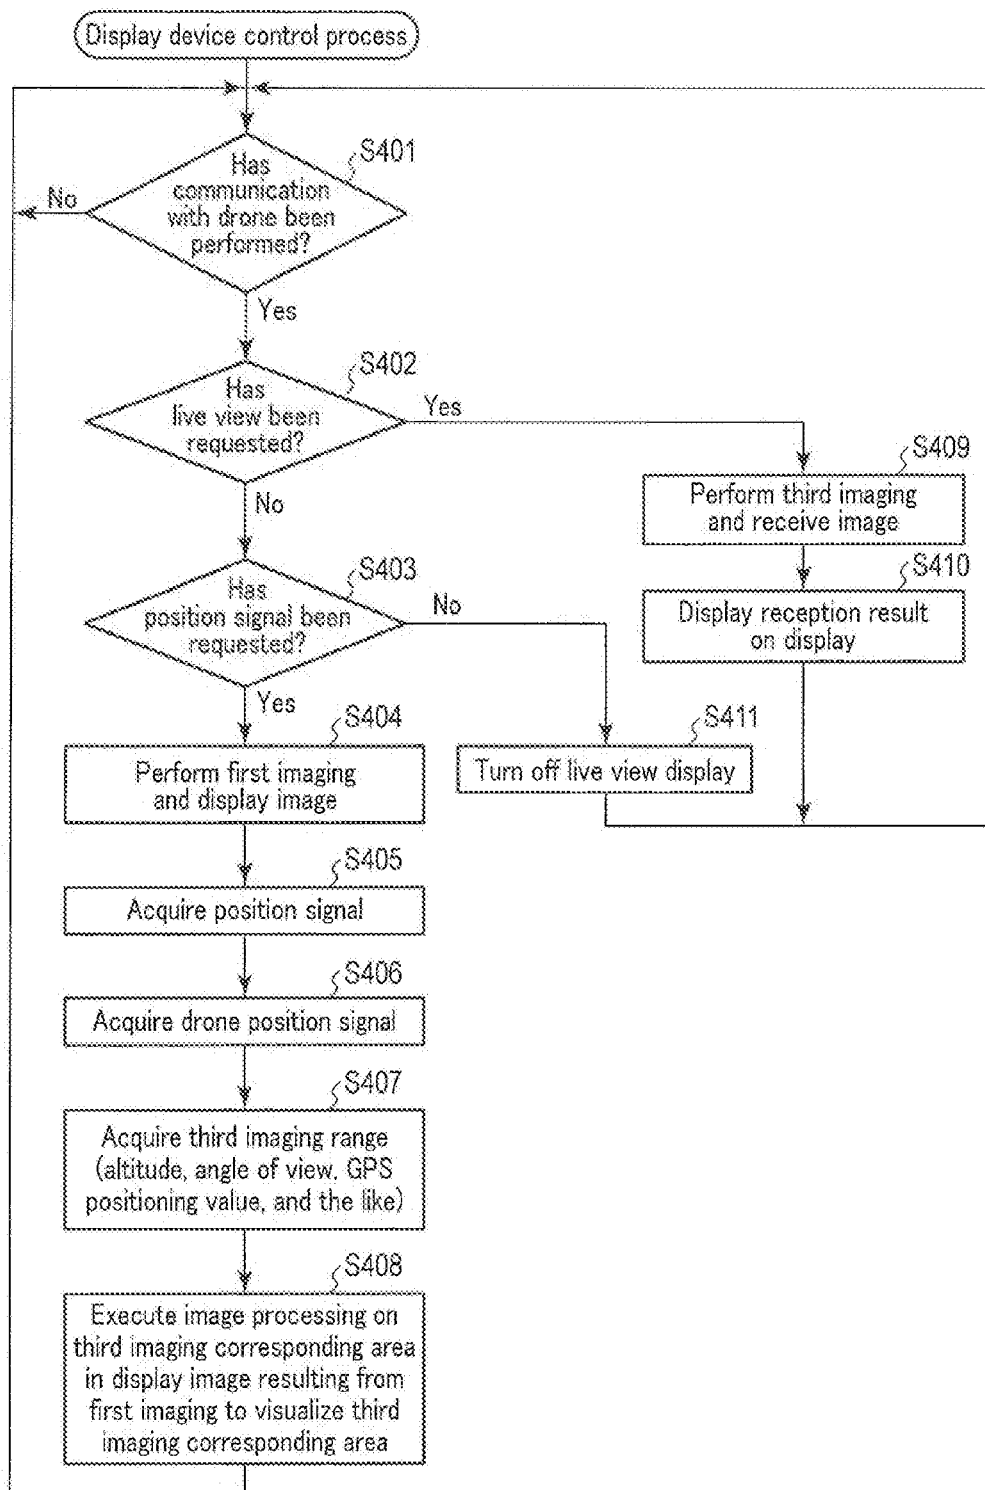 Display device control process
S401
Has
communication
with drone been
performed?
No
Yes
S402
Has
live view been
requested?
Yes
No
S409
Perform third imaging
and receive image
S403
Has
position signal been
requested?
No
Yes
S410
Display reception result
on display
S404
Perform first imaging
and display image
S411
Turn off live view display
S405
Acquire position signal
S406
Acquire drone position signal
S407
Acquire third imaging range
(altitude, angle of view, GPS
positioning value, and the like)
S408
Execute image processing on
third imaging corresponding area
in display image resulting from
first imaging to visualize third
imaging corresponding area